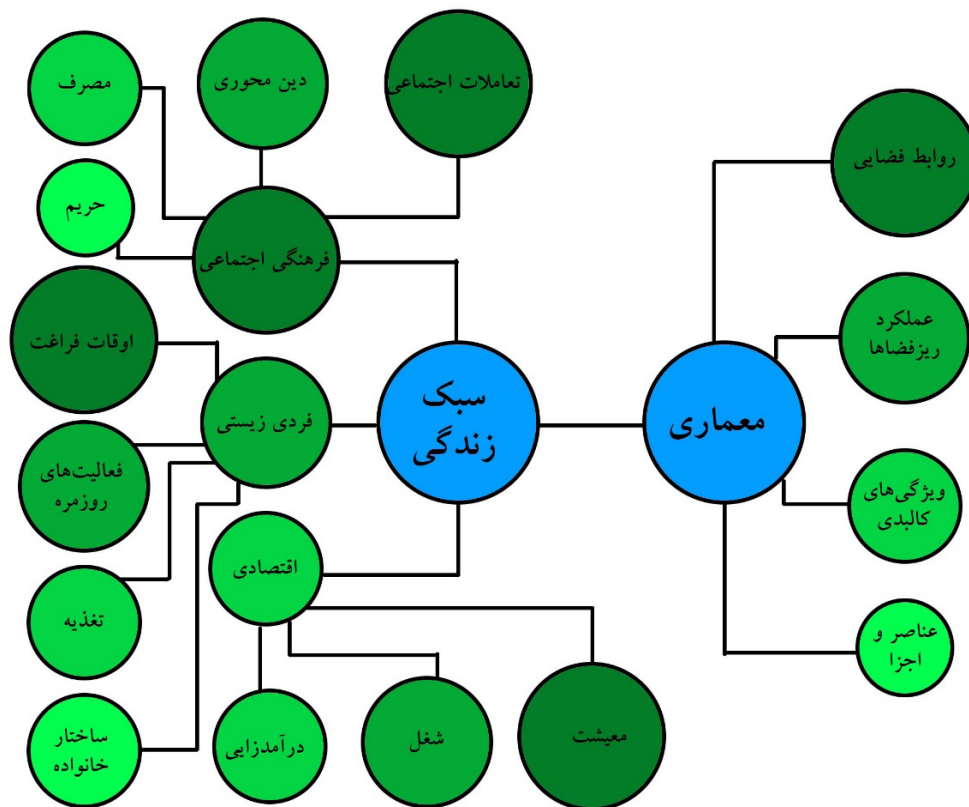 تعاملات اجتماعی
دین محوری
مصرف
حریم
فرهنگی اجتماعی
روابط فضایی
اوقات فراغت
عملکرد
ریزفضاها
سبک
زندگی
معماری
فردی زیستی
فعالیت‌های
روزمره
ویژگی‌های
کالبدی
اقتصادی
تغذیه
عناصر و
اجزا
ساختار
خانواده
درآمدزایی
شغل
معیشت